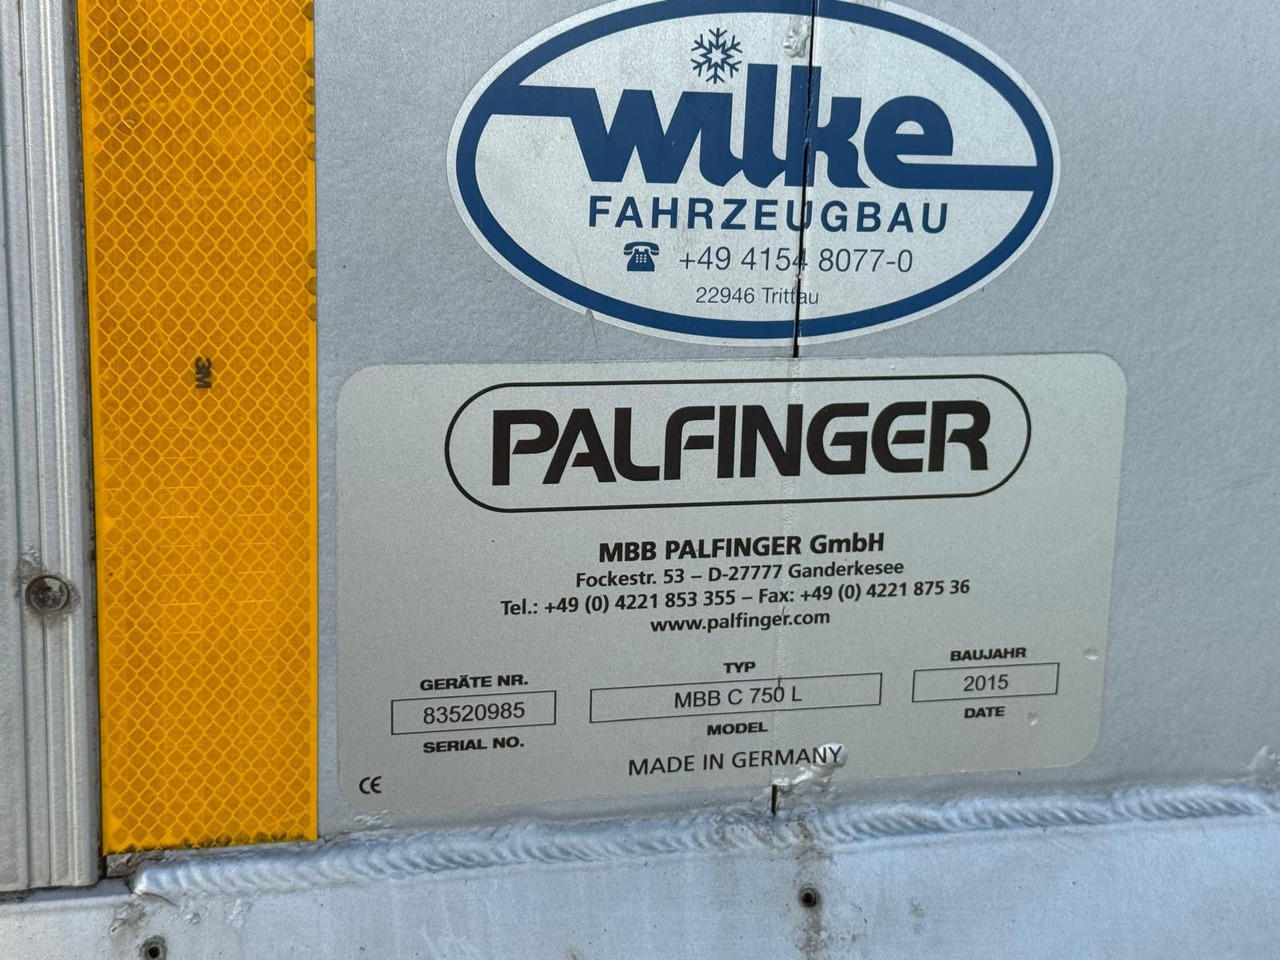 wilke
FAHRZEUGBAU
+49 4154 8077-0
22946 Trittau
3M
PALFINGER
MBB PALFINGER GmbH
Fockestr. 53 – D-27777 Ganderkesee
Tel.: +49 (0) 4221 853 355 – Fax: +49 (0) 4221 875 36
www.palfinger.com
GERÄTE NR. TYP BAUJAHR
83520985 MBB C 750 L 2015
SERIAL NO. MODEL DATE
MADE IN GERMANY
CE